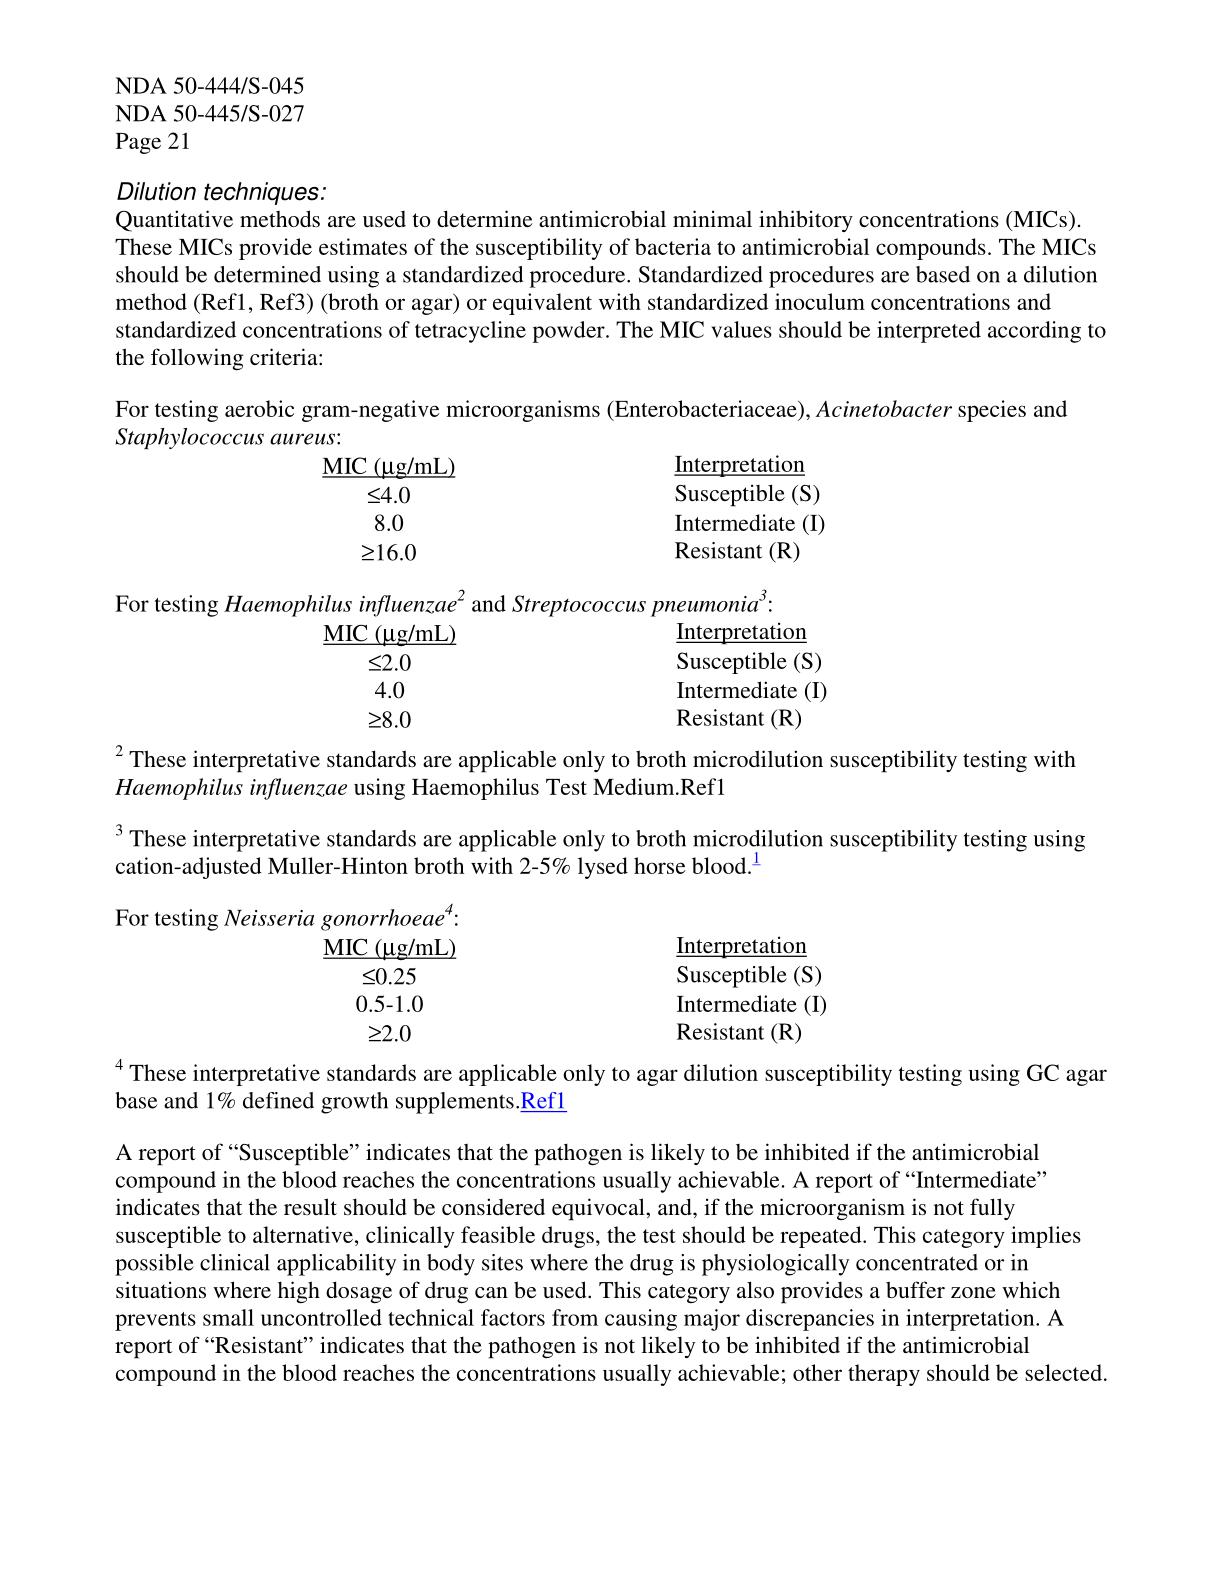 NDA 50-444/S-045
NDA 50-445/S-027
Page 21
Dilution techniques:
Quantitative methods are used to determine antimicrobial minimal inhibitory concentrations (MICs).
These MICs provide estimates of the susceptibility of bacteria to antimicrobial compounds. The MICs
should be determined using a standardized procedure. Standardized procedures are based on a dilution
method (Ref1, Ref3) (broth or agar) or equivalent with standardized inoculum concentrations and
standardized concentrations of tetracycline powder. The MIC values should be interpreted according to
the following criteria:
For testing aerobic gram-negative microorganisms (Enterobacteriaceae), Acinetobacter species and
Staphylococcus aureus:
MIC (μg/mL) Interpretation
≤4.0 Susceptible (S)
8.0 Intermediate (I)
≥16.0 Resistant (R)
For testing Haemophilus influenzae² and Streptococcus pneumonia³:
MIC (μg/mL) Interpretation
≤2.0 Susceptible (S)
4.0 Intermediate (I)
≥8.0 Resistant (R)
² These interpretative standards are applicable only to broth microdilution susceptibility testing with
Haemophilus influenzae using Haemophilus Test Medium.Ref1
³ These interpretative standards are applicable only to broth microdilution susceptibility testing using
cation-adjusted Muller-Hinton broth with 2-5% lysed horse blood.¹
For testing Neisseria gonorrhoeae⁴:
MIC (μg/mL) Interpretation
≤0.25 Susceptible (S)
0.5-1.0 Intermediate (I)
≥2.0 Resistant (R)
⁴ These interpretative standards are applicable only to agar dilution susceptibility testing using GC agar
base and 1% defined growth supplements.Ref1
A report of “Susceptible” indicates that the pathogen is likely to be inhibited if the antimicrobial
compound in the blood reaches the concentrations usually achievable. A report of “Intermediate”
indicates that the result should be considered equivocal, and, if the microorganism is not fully
susceptible to alternative, clinically feasible drugs, the test should be repeated. This category implies
possible clinical applicability in body sites where the drug is physiologically concentrated or in
situations where high dosage of drug can be used. This category also provides a buffer zone which
prevents small uncontrolled technical factors from causing major discrepancies in interpretation. A
report of “Resistant” indicates that the pathogen is not likely to be inhibited if the antimicrobial
compound in the blood reaches the concentrations usually achievable; other therapy should be selected.